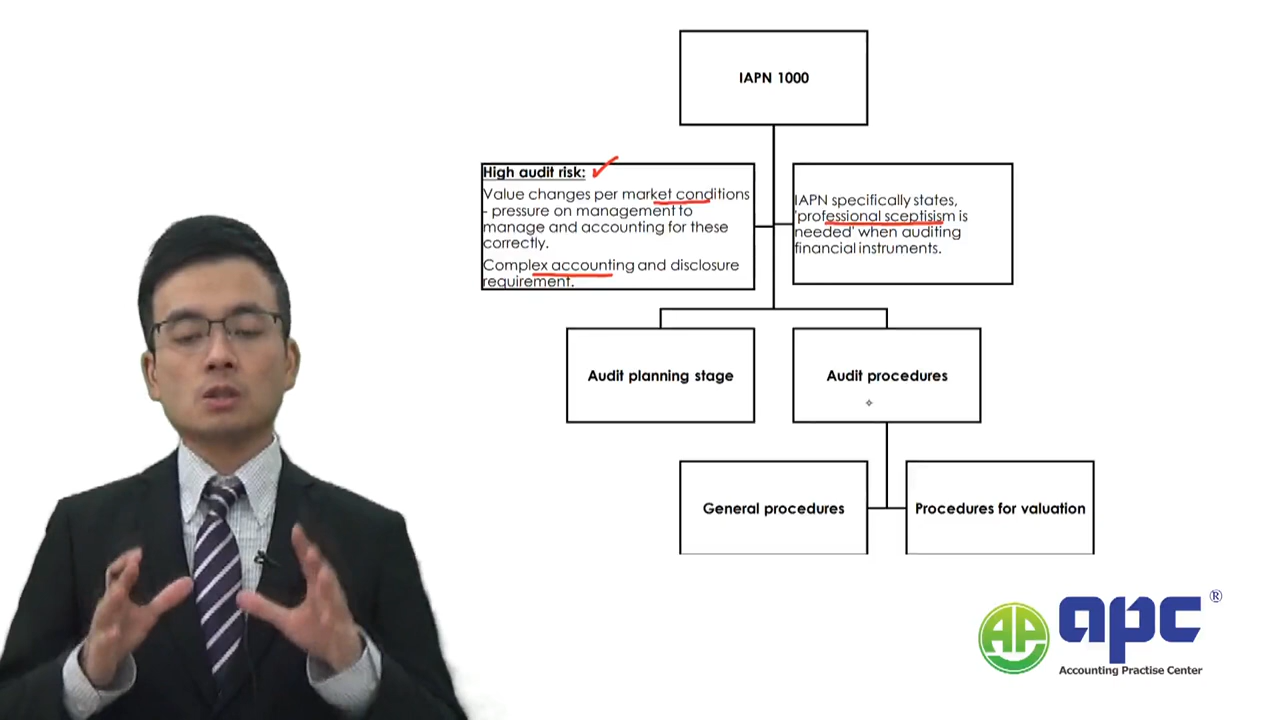 IAPN 1000
High audit risk:
Value changes per market conditions
- pressure on management to
manage and accounting for these
correctly.
Complex accounting and disclosure
requirement.
IAPN specifically states,
'professional sceptisism is
needed' when auditing
financial instruments.
Audit planning stage
Audit procedures
General procedures
Procedures for valuation
AP
apc®
Accounting Practise Center